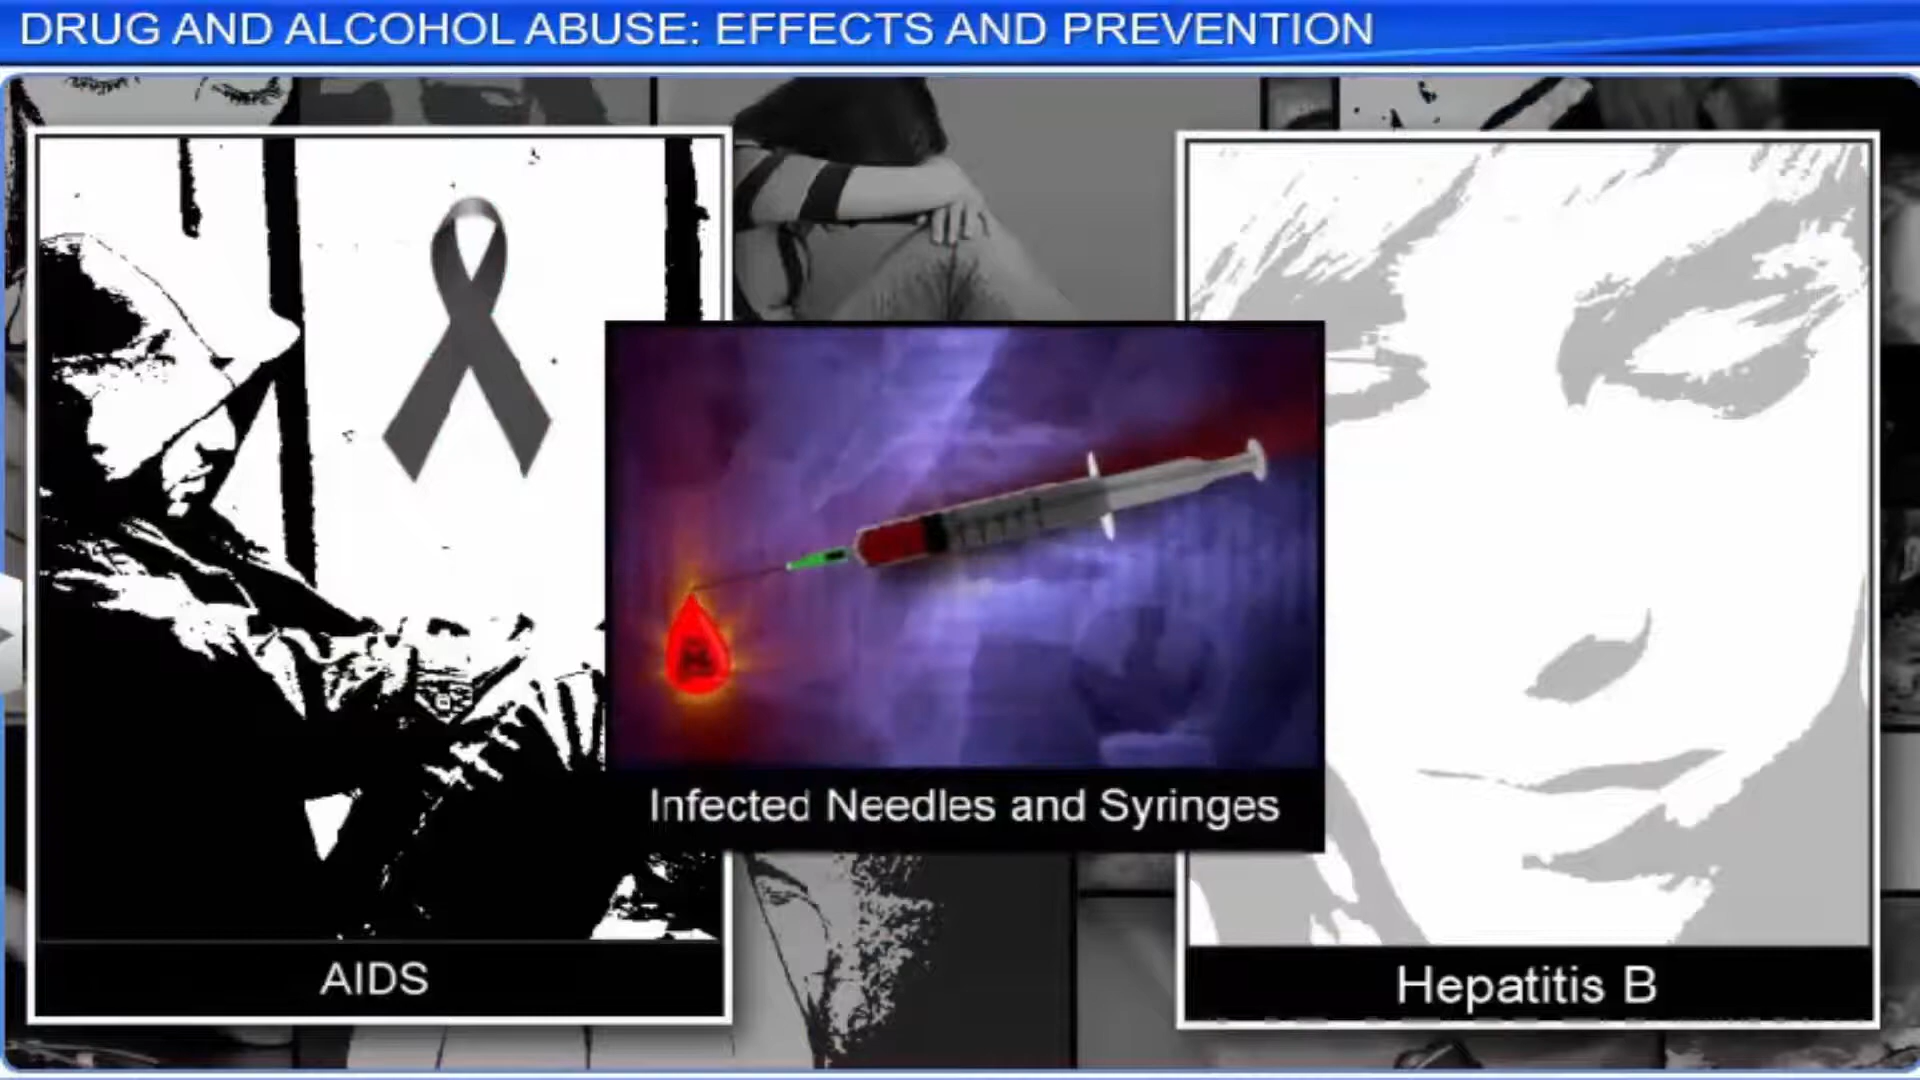 DRUG AND ALCOHOL ABUSE: EFFECTS AND PREVENTION
Infected Needles and Syringes
AIDS
Hepatitis B